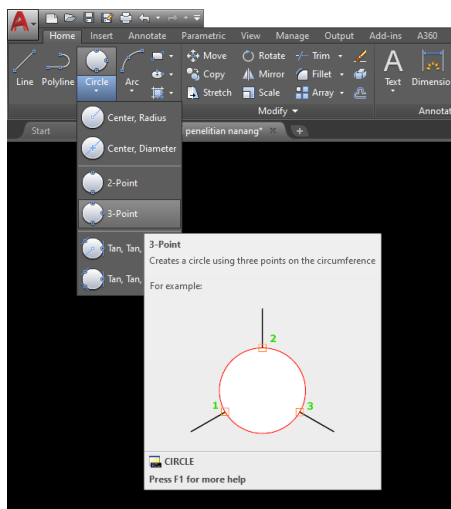 A
Home Insert Annotate Parametric View Manage Output Add-ins A360
Line Polyline Circle Arc
Move Rotate Trim
Copy Mirror Fillet
Stretch Scale Array
Text Dimensio
Modify Annotat
Start penelitian nanang*
Center, Radius
Center, Diameter
2-Point
3-Point
Tan, Tan,
Tan, Tan,
3-Point
Creates a circle using three points on the circumference
For example:
2
1 3
CIRCLE
Press F1 for more help